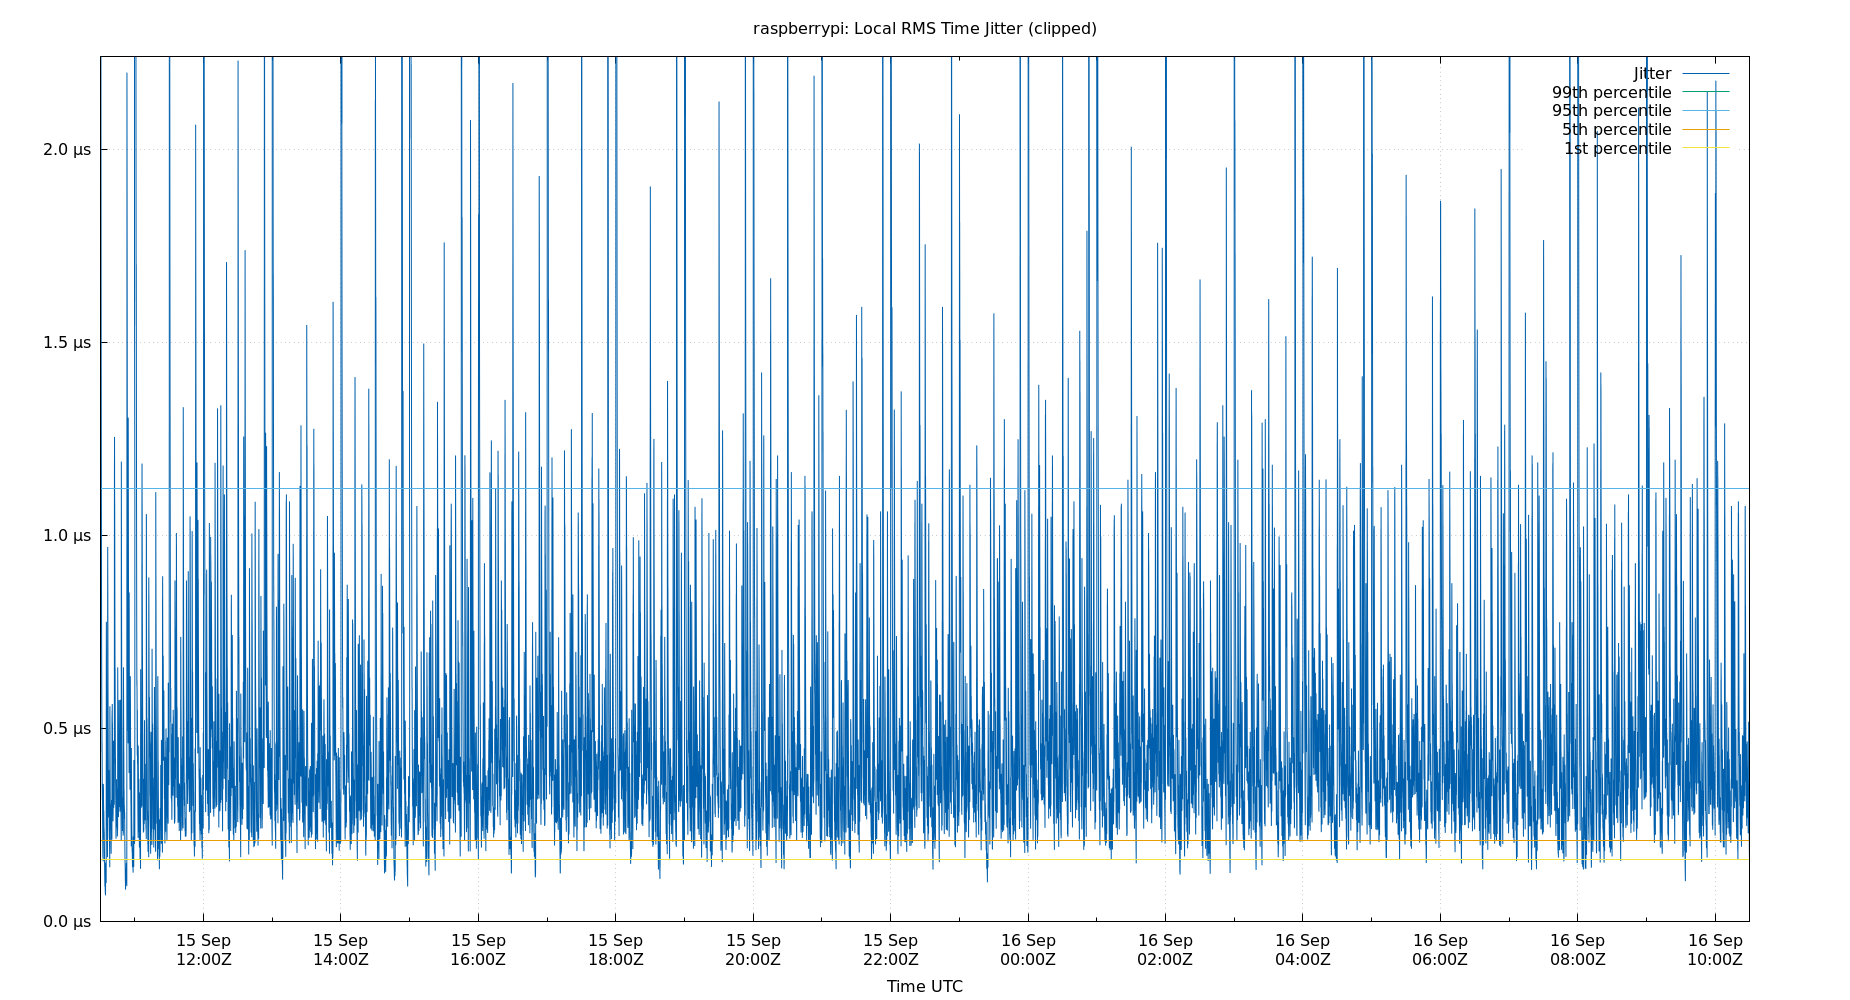 raspberrypi: Local RMS Time Jitter (clipped)
Jitter
99th percentile
95th percentile
5th percentile
1st percentile
2.0 μs
1.5 μs
1.0 μs
0.5 μs
0.0 μs
15 Sep 15 Sep 15 Sep 15 Sep 15 Sep 15 Sep 16 Sep 16 Sep 16 Sep 16 Sep 16 Sep 16 Sep
12:00Z 14:00Z 16:00Z 18:00Z 20:00Z 22:00Z 00:00Z 02:00Z 04:00Z 06:00Z 08:00Z 10:00Z
Time UTC